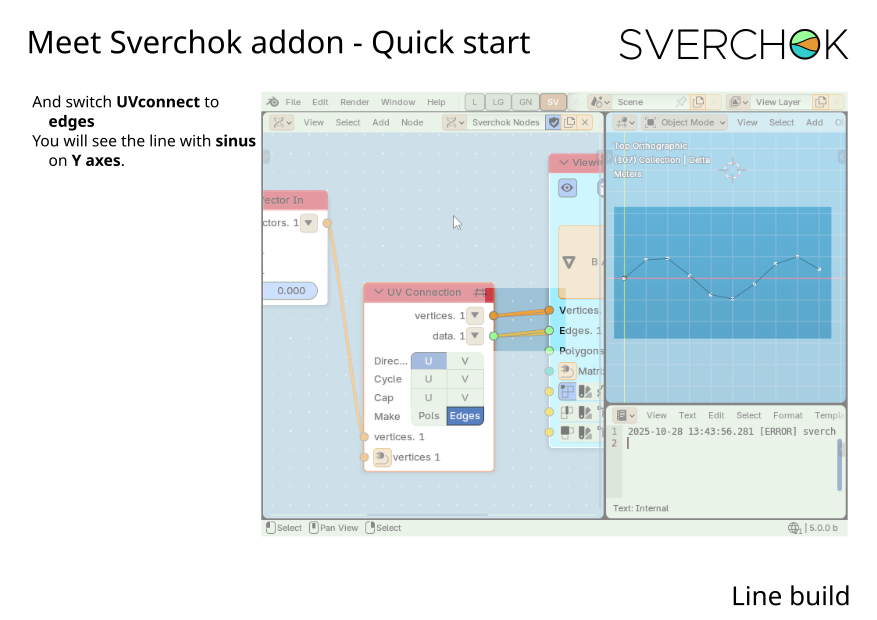 Meet Sverchok addon - Quick start
SVERCHOK
And switch UVconnect to
edges
You will see the line with sinus
on Y axes.
File Edit Render Window Help
L LG GN SV
Scene
View Layer
View Select Add Node
Sverchok Nodes
Object Mode
View Select Add
Top Orthographic
(107) Collection | Delta
Meters
ector In
ctors. 1
0.000
UV Connection
vertices. 1
data. 1
Direc... U V
Cycle U V
Cap U V
Make Pols Edges
vertices. 1
vertices 1
View
B
Vertices
Edges. 1
Polygons
Matri
View Text Edit Select Format Templ
1 2025-10-28 13:43:56.281 [ERROR] sverch
2
Text: Internal
Select Pan View Select
5.0.0 b
Line build